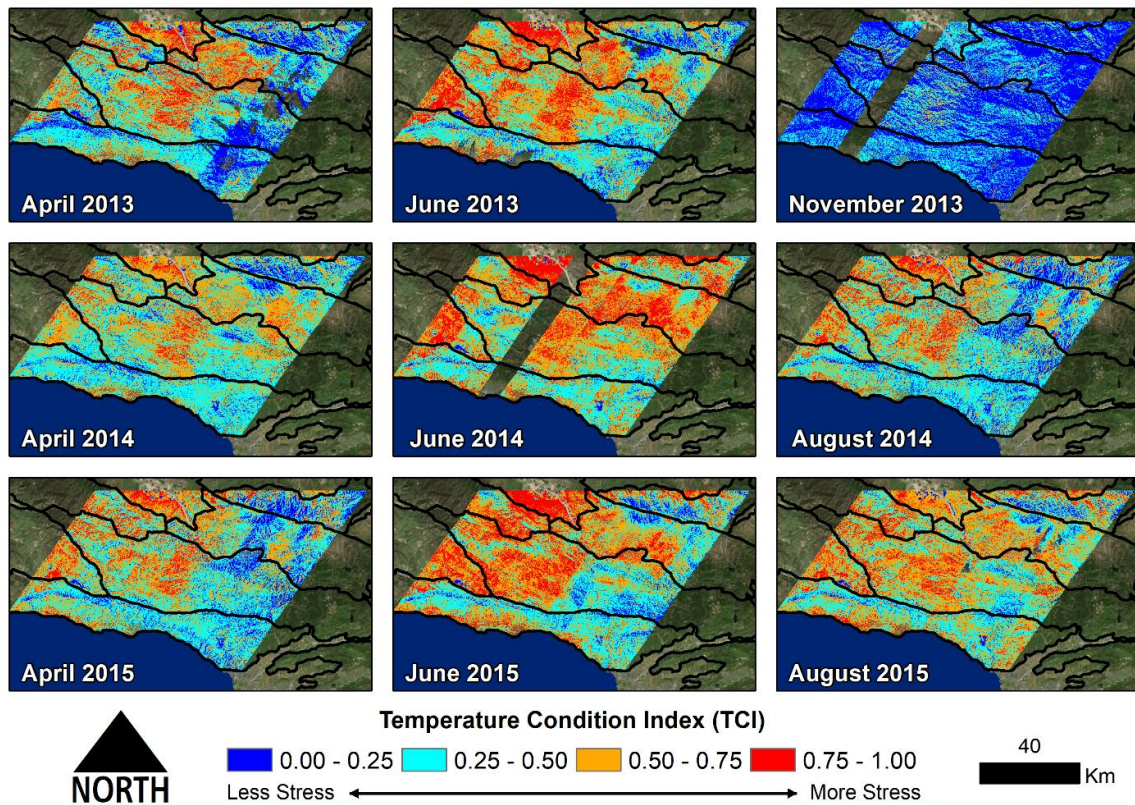 April 2013
June 2013
November 2013
April 2014
June 2014
August 2014
April 2015
June 2015
August 2015
NORTH
Temperature Condition Index (TCI)
0.00 - 0.25
0.25 - 0.50
0.50 - 0.75
0.75 - 1.00
Less Stress
More Stress
40
Km